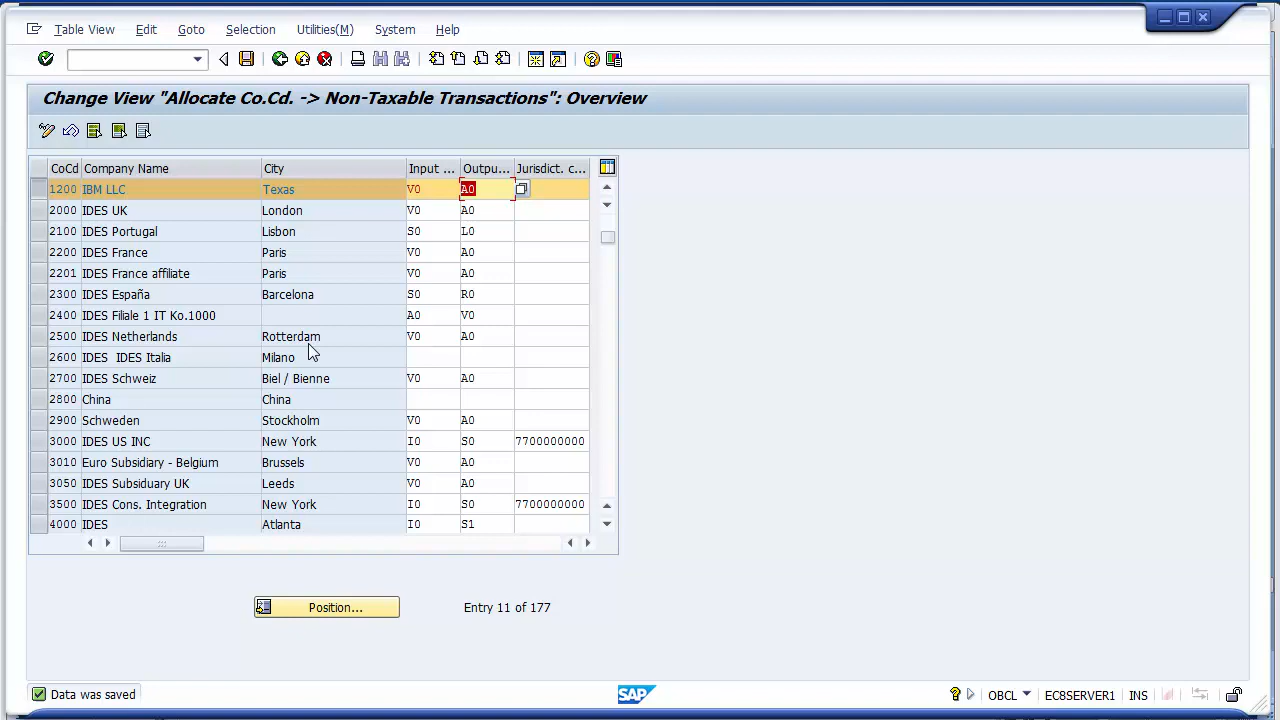 Table View Edit Goto Selection Utilities(M) System Help
Change View "Allocate Co.Cd. -> Non-Taxable Transactions": Overview
CoCd Company Name City Input ... Outpu... Jurisdict. c...
1200 IBM LLC Texas V0 A0
2000 IDES UK London V0 A0
2100 IDES Portugal Lisbon S0 L0
2200 IDES France Paris V0 A0
2201 IDES France affiliate Paris V0 A0
2300 IDES España Barcelona S0 R0
2400 IDES Filiale 1 IT Ko.1000 A0 V0
2500 IDES Netherlands Rotterdam V0 A0
2600 IDES IDES Italia Milano
2700 IDES Schweiz Biel / Bienne V0 A0
2800 China China
2900 Schweden Stockholm V0 A0
3000 IDES US INC New York I0 S0 7700000000
3010 Euro Subsidiary - Belgium Brussels V0 A0
3050 IDES Subsiduary UK Leeds V0 A0
3500 IDES Cons. Integration New York I0 S0 7700000000
4000 IDES Atlanta I0 S1
Position... Entry 11 of 177
Data was saved SAP OBCL ECBSERVER1 INS